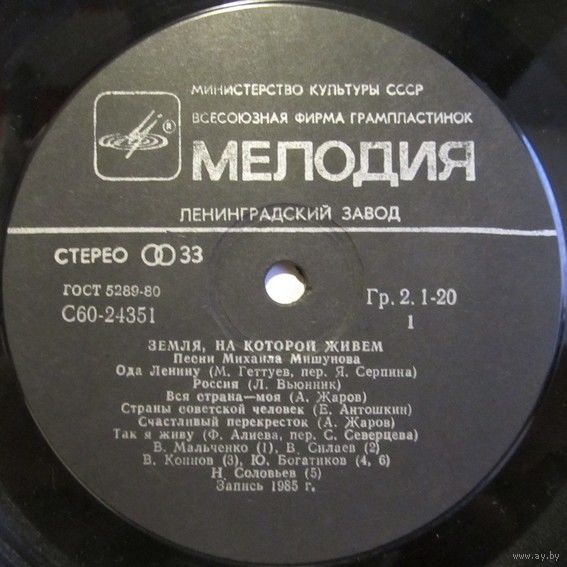 МИНИСТЕРСТВО КУЛЬТУРЫ СССР
ВСЕСОЮЗНАЯ ФИРМА ГРАМПЛАСТИНОК
®
МЕЛОДИЯ
ЛЕНИНГРАДСКИЙ ЗАВОД
СТЕРЕО 33
ГОСТ 5289-80
Гр. 2. 1-20
С60-24351
1
ЗЕМЛЯ, НА КОТОРОЙ ЖИВЕМ
Песни Михаила Мишунова
Ода Ленину (М. Геттуев, пер. Я. Серпина)
Россия (Л. Вьюнник)
Вся страна—моя (А. Жаров)
Страны советской человек (Е. Антошкин)
Счастливый перекресток (А. Жаров)
Так я живу (Ф. Алиева, пер. С. Северцева)
В. Мальченко (1), В. Силаев (2)
В. Коннов (3), Ю. Богатиков (4, 6)
Н. Соловьев (5)
Запись 1985 г.
www.ay.by